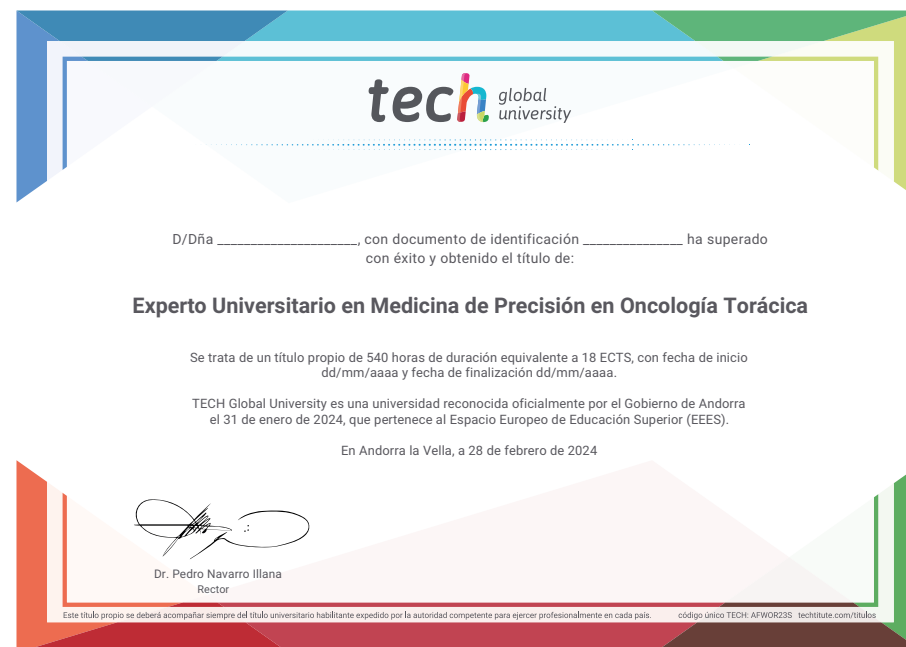 tech global university
D/Dña _____________________, con documento de identificación _______________ ha superado
con éxito y obtenido el título de:
Experto Universitario en Medicina de Precisión en Oncología Torácica
Se trata de un título propio de 540 horas de duración equivalente a 18 ECTS, con fecha de inicio
dd/mm/aaaa y fecha de finalización dd/mm/aaaa.
TECH Global University es una universidad reconocida oficialmente por el Gobierno de Andorra
el 31 de enero de 2024, que pertenece al Espacio Europeo de Educación Superior (EEES).
En Andorra la Vella, a 28 de febrero de 2024
Dr. Pedro Navarro Illana
Rector
Este título propio se deberá acompañar siempre del título universitario habilitante expedido por la autoridad competente para ejercer profesionalmente en cada país. código único TECH: AFWOR23S techtitute.com/titulos